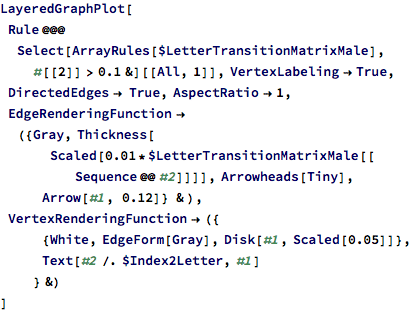 LayeredGraphPlot[
Rule @@@
Select[ArrayRules[$LetterTransitionMatrixMale],
#[[2]] > 0.1 &][[All, 1]], VertexLabeling → True,
DirectedEdges → True, AspectRatio → 1,
EdgeRenderingFunction →
({Gray, Thickness[
Scaled[0.01*$LetterTransitionMatrixMale[[
Sequence @@ #2]]]], Arrowheads[Tiny],
Arrow[#1, 0.12]} &),
VertexRenderingFunction → ({
{White, EdgeForm[Gray], Disk[#1, Scaled[0.05]]},
Text[#2 /. $Index2Letter, #1]
} &)
]